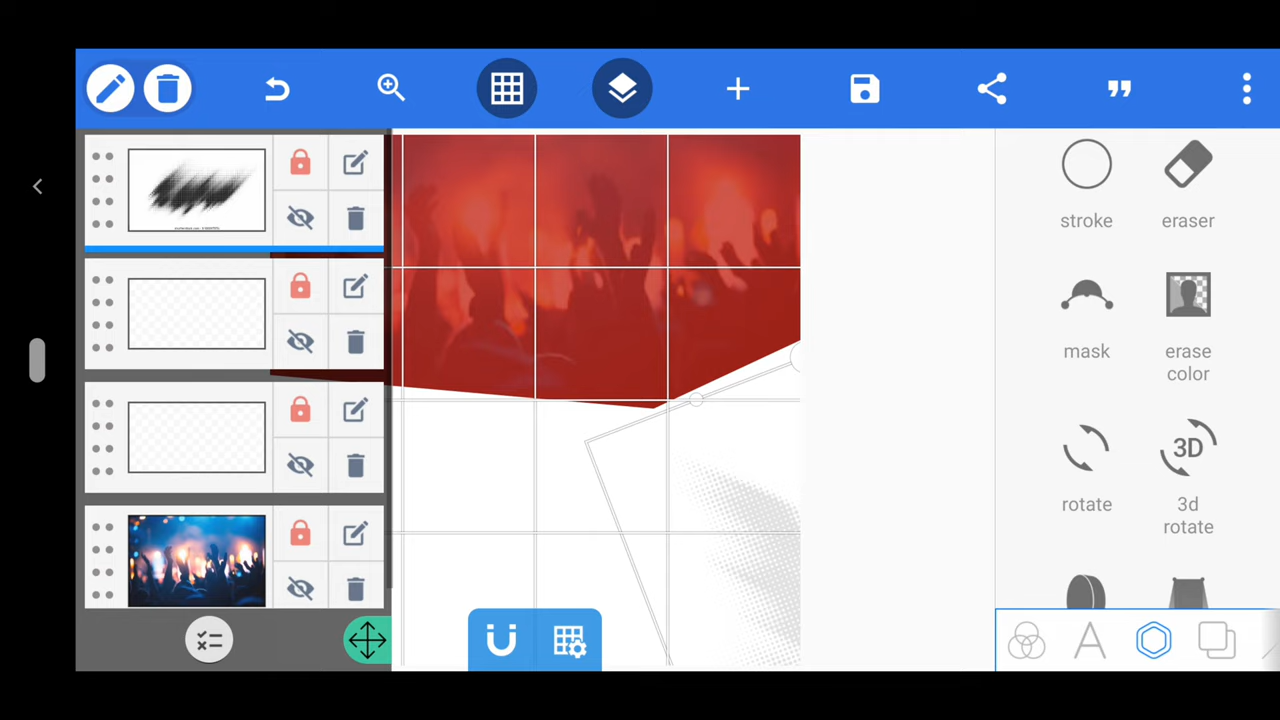 stroke
eraser
mask
erase
color
3D
rotate
3d
rotate
A